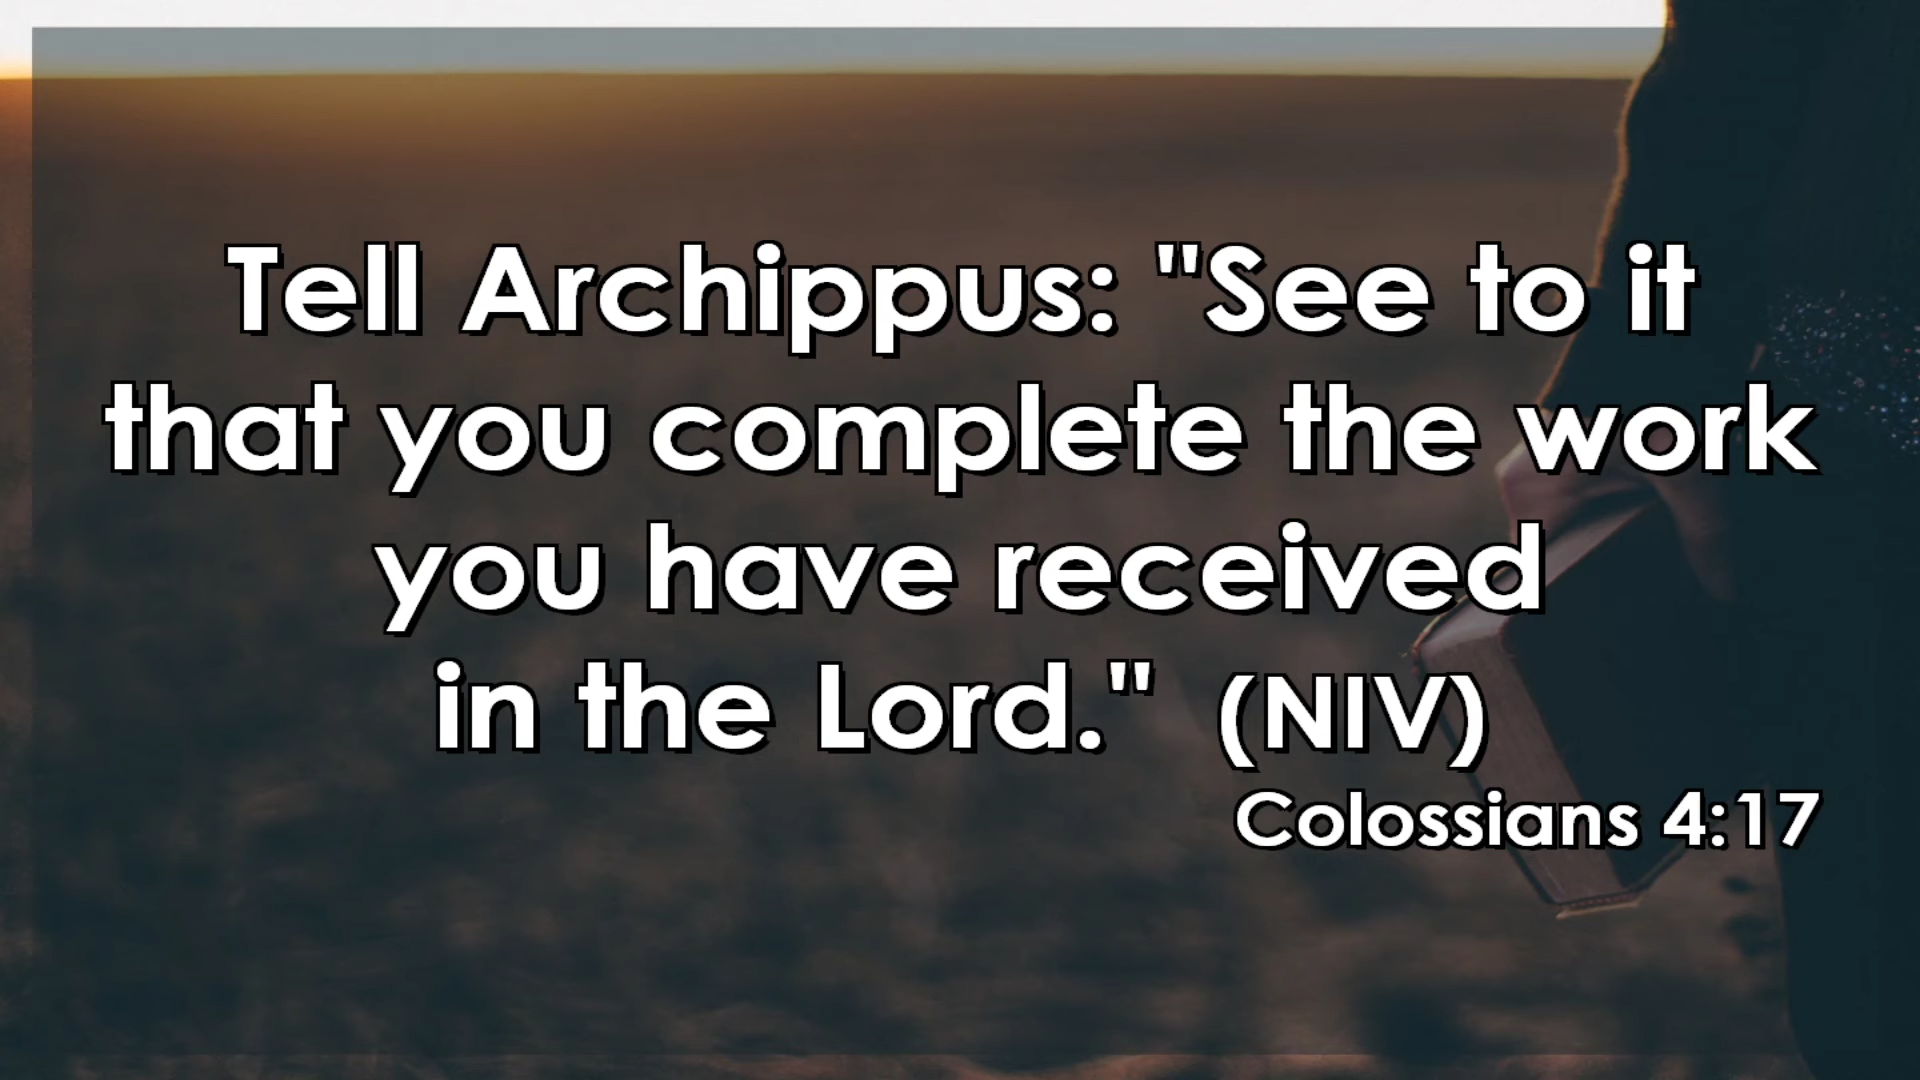 Tell Archippus: "See to it
that you complete the work
you have received
in the Lord." (NIV)
Colossians 4:17